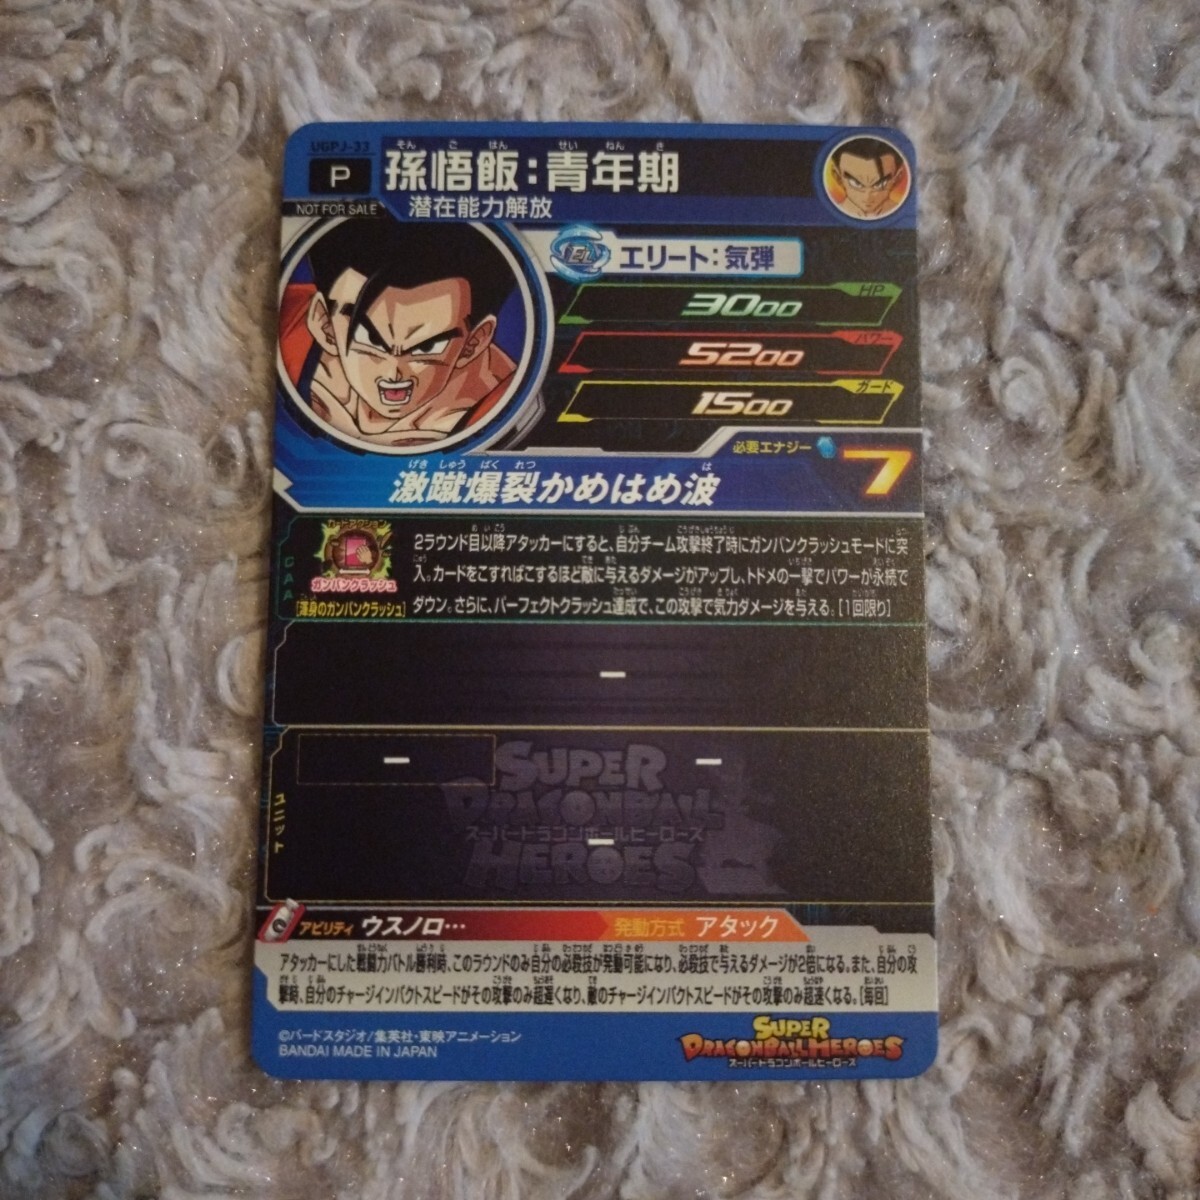 UGPJ-33
P
NOT FOR SALE
そん ご はん せい ねん き
孫悟飯:青年期
潜在能力解放
EL
エリート:気弾
HP
3000
パワー
5200
ガード
1500
必要エナジー
7
げき しゅう ばく れつ は
激蹴爆裂かめはめ波
CAA
カードアクション
ガンバンクラッシュ
[渾身のガンバンクラッシュ]
2ラウンド目以降アタッカーにすると、自分チーム攻撃終了時にガンバンクラッシュモードに突
入。カードをこすればこするほど敵に与えるダメージがアップし、トドメの一撃でパワーが永続で
ダウン。さらに、パーフェクトクラッシュ達成で、この攻撃で気力ダメージを与える。[1回限り]
ー
ー ー
ユニット
ー
SUPER
DRAGONBALL
スーパードラゴンボールヒーローズ
HEROES
アビリティ ウスノロ… 発動方式 アタック
アタッカーにした戦闘力バトル勝利時、このラウンドのみ自分の必殺技が発動可能になり、必殺技で与えるダメージが2倍になる。また、自分の攻
撃時、自分のチャージインパクトスピードがその攻撃のみ超遅くなり、敵のチャージインパクトスピードがその攻撃のみ超速くなる。[毎回]
©バードスタジオ/集英社・東映アニメーション
BANDAI MADE IN JAPAN
SUPER
DRAGONBALL HEROES
スーパードラゴンボールヒーローズ